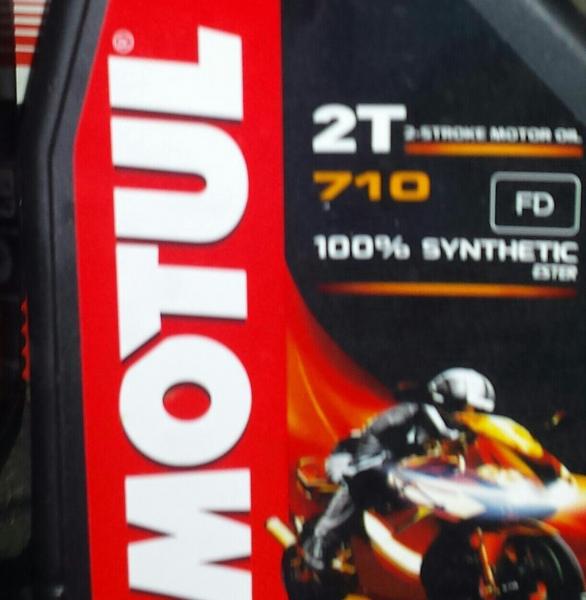 MOTUL®
2T 2-STROKE MOTOR OIL
710
FD
100% SYNTHETIC
ESTER